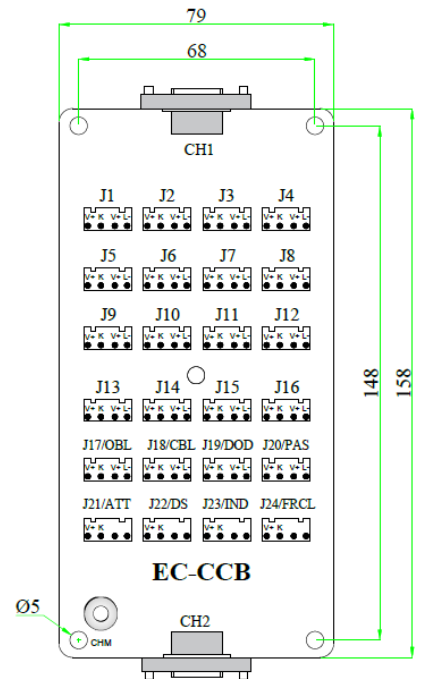 79
68
CH1
J1 J2 J3 J4
V+ K V+ L- V+ K V+ L- V+ K V+ L- V+ K V+ L-
J5 J6 J7 J8
V+ K V+ L- V+ K V+ L- V+ K V+ L- V+ K V+ L-
J9 J10 J11 J12
V+ K V+ L- V+ K V+ L- V+ K V+ L- V+ K V+ L-
148
158
J13 J14 J15 J16
V+ K V+ L- V+ K V+ L- V+ K V+ L- V+ K V+ L-
J17/OBL J18/CBL J19/DOD J20/PAS
V+ K V+ L- V+ K V+ L- V+ K V+ L- V+ K V+ L-
J21/ATT J22/DS J23/IND J24/FRCL
V+ K V+ K V+ K V+ K
EC-CCB
Ø5
CHM
CH2